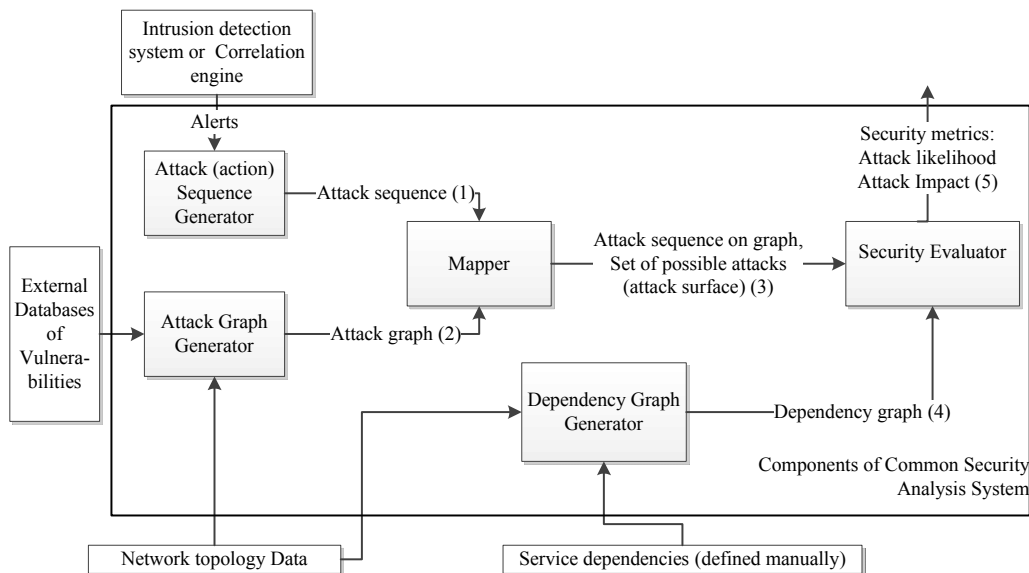 Intrusion detection
system or Correlation
engine
Alerts
Attack (action)
Sequence
Generator
Attack sequence (1)
Mapper
Attack sequence on graph,
Set of possible attacks
(attack surface) (3)
Security metrics:
Attack likelihood
Attack Impact (5)
Security Evaluator
External
Databases
of
Vulnera-
bilities
Attack Graph
Generator
Attack graph (2)
Dependency Graph
Generator
Dependency graph (4)
Components of Common Security
Analysis System
Network topology Data
Service dependencies (defined manually)